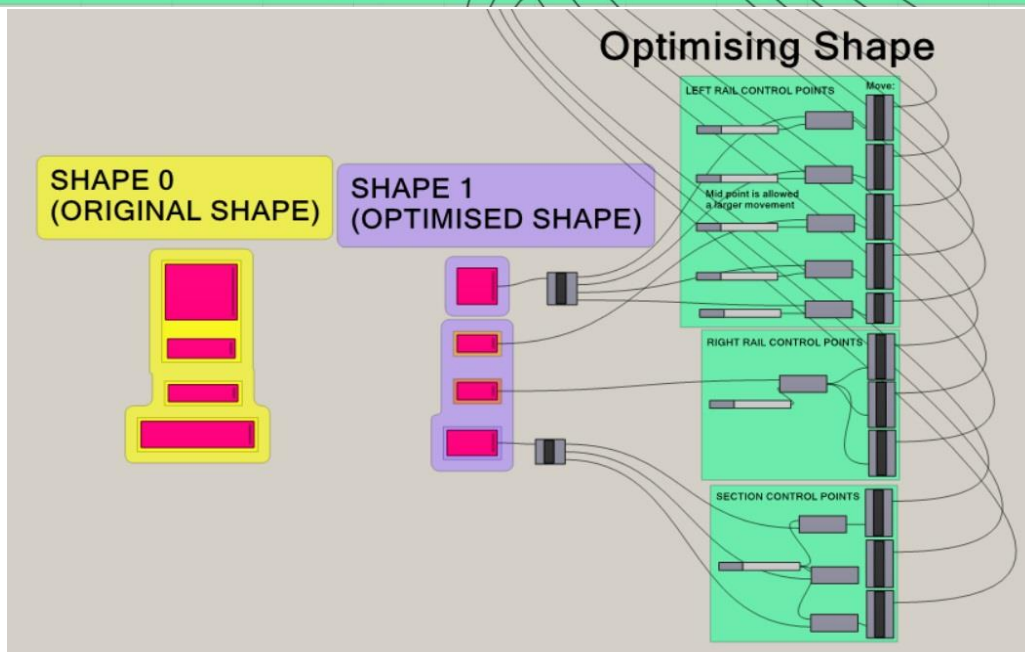 Optimising Shape
LEFT RAIL CONTROL POINTS
Move:
SHAPE 0
(ORIGINAL SHAPE)
SHAPE 1
(OPTIMISED SHAPE)
Mid point is allowed
a larger movement
RIGHT RAIL CONTROL POINTS
SECTION CONTROL POINTS